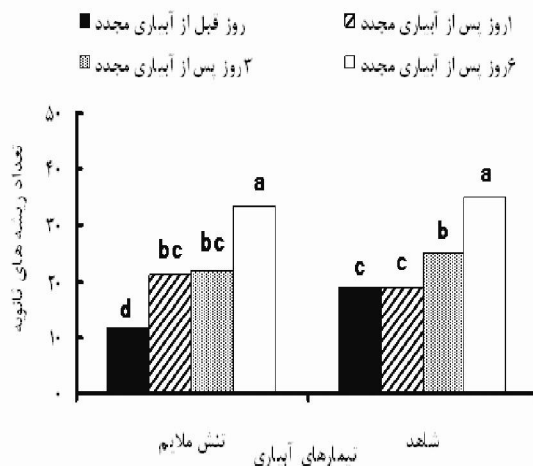 روز قبل از آبیاری مجدد
۱روز پس از آبیاری مجدد
۳روز پس از آبیاری مجدد
۶روز پس از آبیاری مجدد
تعداد ریشه های ثانویه
۵۰
۴۰
۳۰
۲۰
۱۰
۰
d
bc
bc
a
c
c
b
a
تنش ملایم
شاهد
تیمارهای آبیاری